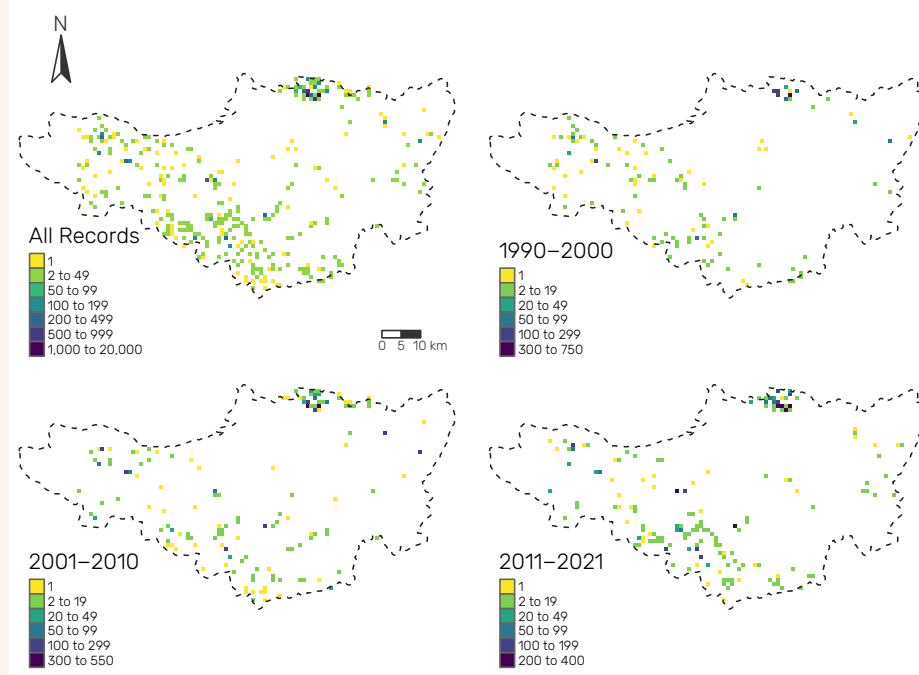 N
All Records
1
2 to 49
50 to 99
100 to 199
200 to 499
500 to 999
1,000 to 20,000
0 5 10 km
1990–2000
1
2 to 19
20 to 49
50 to 99
100 to 299
300 to 750
2001–2010
1
2 to 19
20 to 49
50 to 99
100 to 299
300 to 550
2011–2021
1
2 to 19
20 to 49
50 to 99
100 to 199
200 to 400